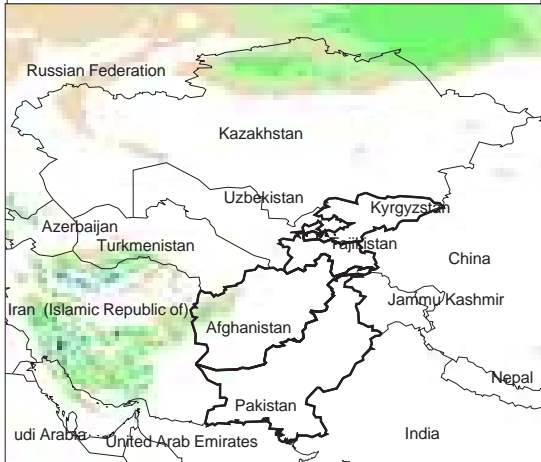 Russian Federation
Kazakhstan
Uzbekistan
Kyrgyzstan
Azerbaijan
Turkmenistan
Tajikistan
China
Iran (Islamic Republic of)
Jammu Kashmir
Afghanistan
Nepal
Pakistan
udi Arabia
United Arab Emirates
India